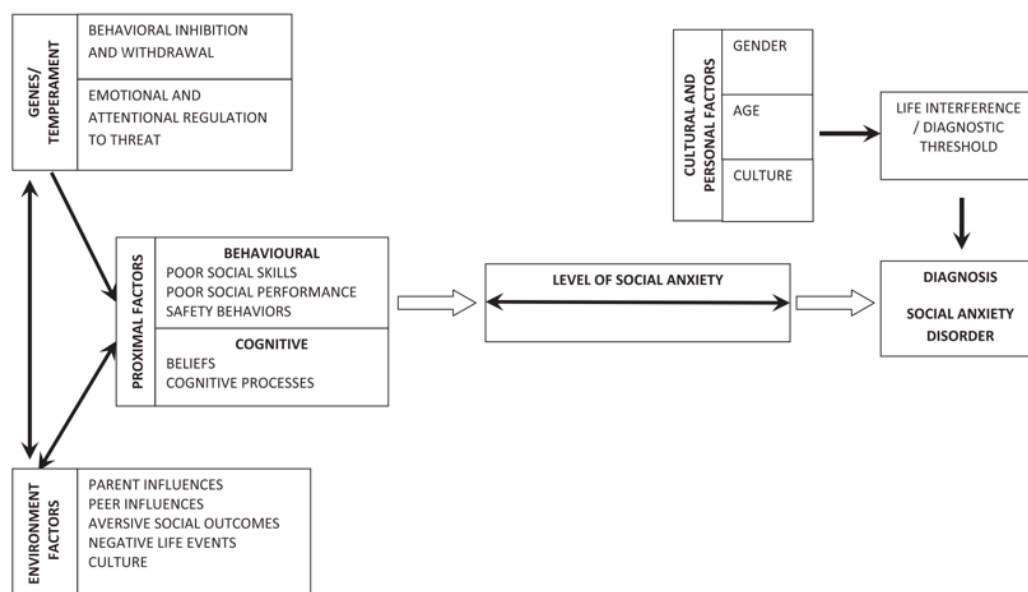 GENES/
TEMPERAMENT
BEHAVIORAL INHIBITION
AND WITHDRAWAL
EMOTIONAL AND
ATTENTIONAL REGULATION
TO THREAT
CULTURAL AND
PERSONAL FACTORS
GENDER
AGE
CULTURE
LIFE INTERFERENCE
/ DIAGNOSTIC
THRESHOLD
PROXIMAL FACTORS
BEHAVIOURAL
POOR SOCIAL SKILLS
POOR SOCIAL PERFORMANCE
SAFETY BEHAVIORS
COGNITIVE
BELIEFS
COGNITIVE PROCESSES
LEVEL OF SOCIAL ANXIETY
DIAGNOSIS
SOCIAL ANXIETY
DISORDER
ENVIRONMENT
FACTORS
PARENT INFLUENCES
PEER INFLUENCES
AVERSIVE SOCIAL OUTCOMES
NEGATIVE LIFE EVENTS
CULTURE